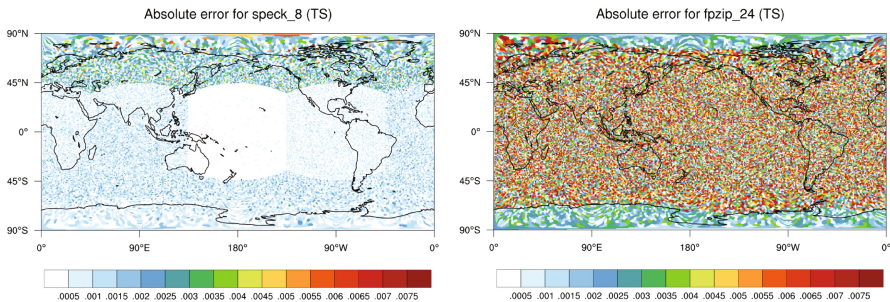 Absolute error for speck_8 (TS)
90°N
45°N
0°
45°S
90°S
0° 90°E 180° 90°W 0°
.0005 .001 .0015 .002 .0025 .003 .0035 .004 .0045 .005 .0055 .006 .0065 .007 .0075
Absolute error for fpzip_24 (TS)
90°N
45°N
0°
45°S
90°S
0° 90°E 180° 90°W 0°
.0005 .001 .0015 .002 .0025 .003 .0035 .004 .0045 .005 .0055 .006 .0065 .007 .0075